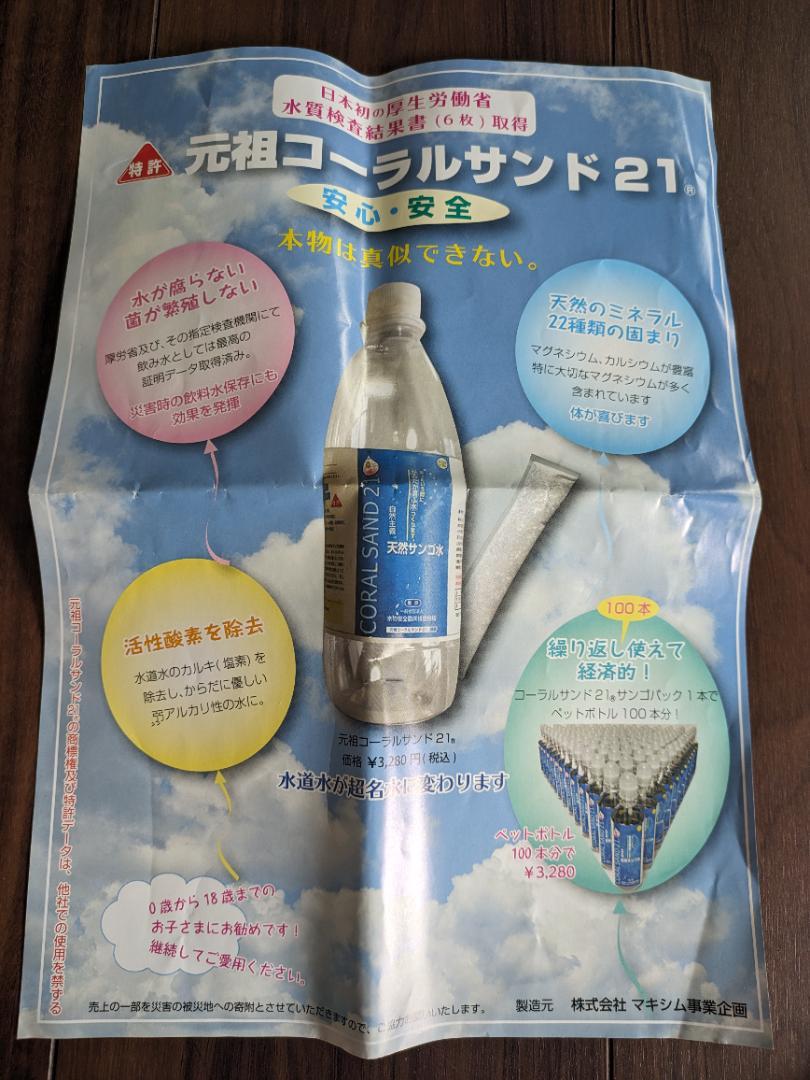 日本初の厚生労働省
水質検査結果書(6枚)取得
特許
元祖コーラルサンド21®
安心・安全
本物は真似できない。
水が腐らない
菌が繁殖しない
厚労省及び、その指定検査機関にて
飲み水としては最高の
証明データ取得済み。
災害時の飲料水保存にも
効果を発揮
天然のミネラル
22種類の固まり
マグネシウム、カルシウムが豊富
特に大切なマグネシウムが多く
含まれています
体が喜びます
CORAL SAND 21
自然主義
天然サンゴ水
活性酸素を除去
水道水のカルキ(塩素)を
除去し、からだに優しい
弱アルカリ性の水に。
100本
繰り返し使えて
経済的!
コーラルサンド21®サンゴパック1本で
ペットボトル100本分!
元祖コーラルサンド21®
価格 ¥3,280円(税込)
水道水が超名水に変わります
ペットボトル
100本分で
¥3,280
0歳から18歳までの
お子さまにお勧めです!
継続してご愛用ください。
元祖コーラルサンド21®の商標権及び特許データは、他社での使用を禁ずる
売上の一部を災害の被災地への寄附とさせていただきますので、ご協力お願いいたします。
製造元 株式会社 マキシム事業企画